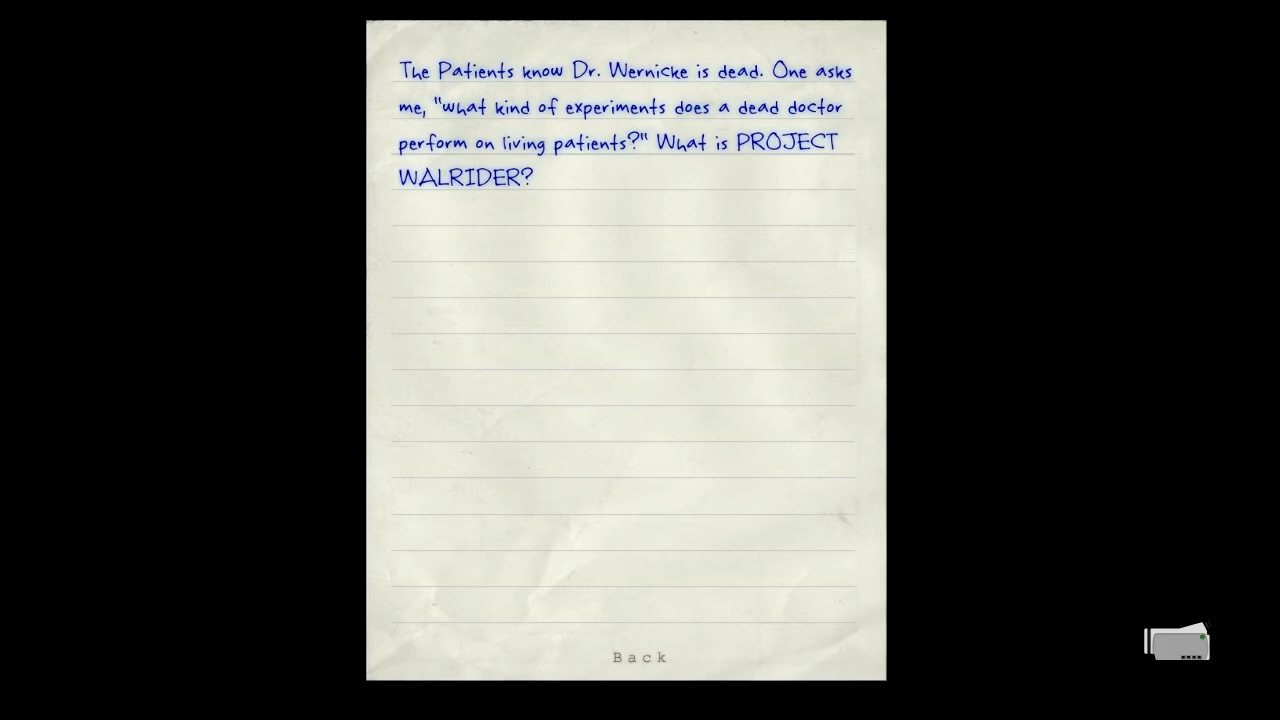 The Patients know Dr. Wernicke is dead. One asks
me, "what kind of experiments does a dead doctor
perform on living patients?" What is PROJECT
WALRIDER?
Back